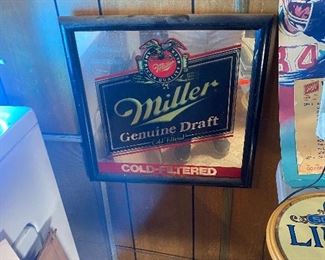 Miller
Miller
Genuine Draft
COLD-FILTERED
84
LI